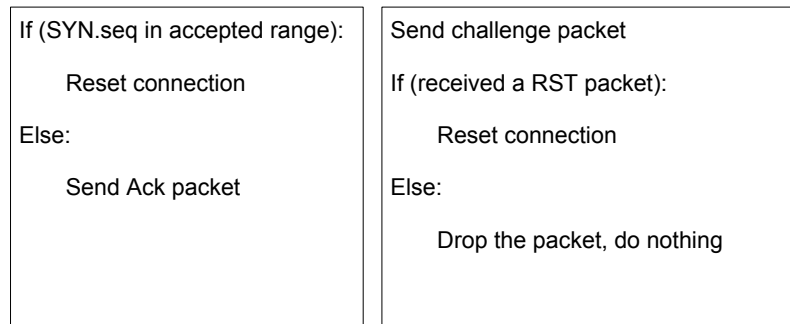 If (SYN.seq in accepted range):
Reset connection
Else:
Send Ack packet
Send challenge packet
If (received a RST packet):
Reset connection
Else:
Drop the packet, do nothing